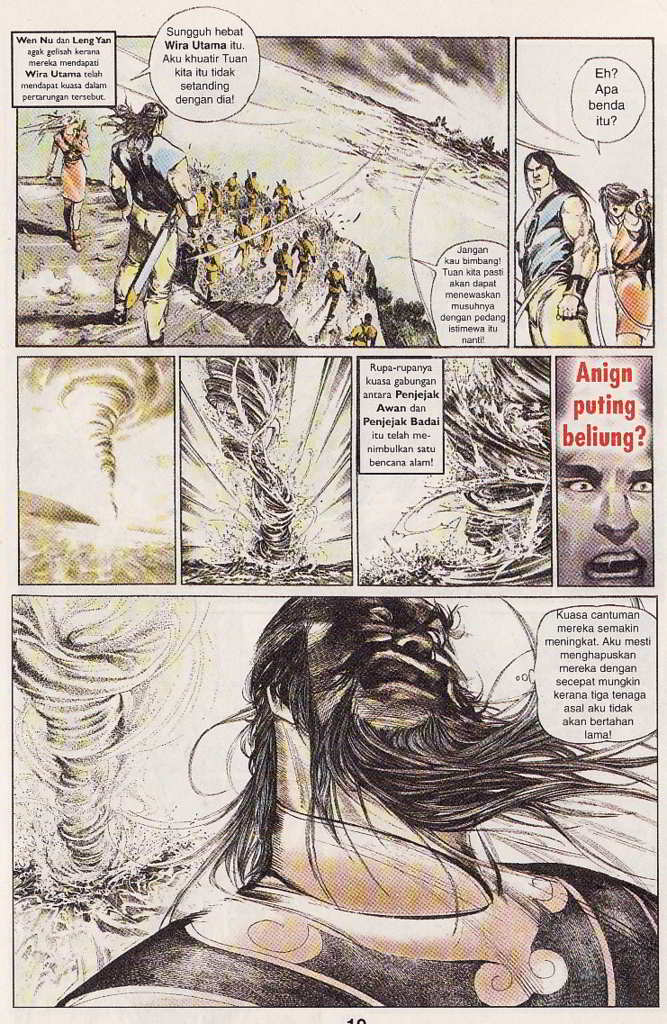 Wen Nu dan Leng Yan
agak gelisah kerana
mereka mendapati
Wira Utama telah
mendapat kuasa dalam
pertarungan tersebut.
Sungguh hebat
Wira Utama itu.
Aku khuatir Tuan
kita itu tidak
setanding
dengan dia!
Jangan
kau bimbang!
Tuan kita pasti
akan dapat
menewaskan
musuhnya
dengan pedang
istimewa itu
nanti!
Eh?
Apa
benda
itu?
Rupa-rupanya
kuasa gabungan
antara Penjejak
Awan dan
Penjejak Badai
itu telah me-
nimbulkan satu
bencana alam!
Anign
puting
beliung?
Kuasa cantuman
mereka semakin
meningkat. Aku mesti
menghapuskan
mereka dengan
secepat mungkin
kerana tiga tenaga
asal aku tidak
akan bertahan
lama!